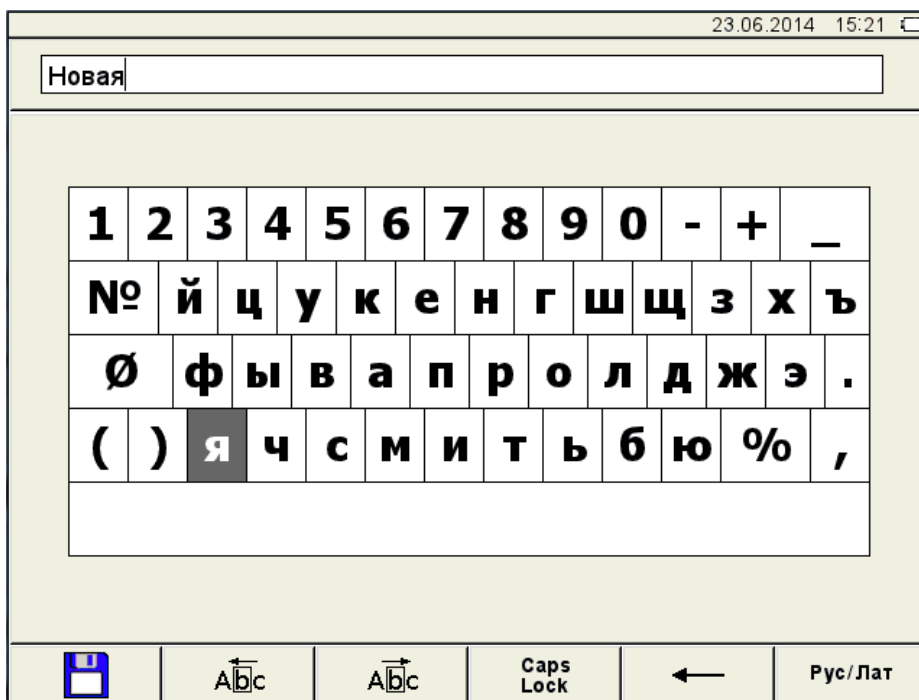 23.06.2014 15:21
Новая
1 2 3 4 5 6 7 8 9 0 - + _
№ й ц у к е н г ш щ з х ъ
Ø ф ы в а п р о л д ж э .
( ) я ч с м и т ь б ю % ,
Abc Abc Caps Lock Рус/Лат